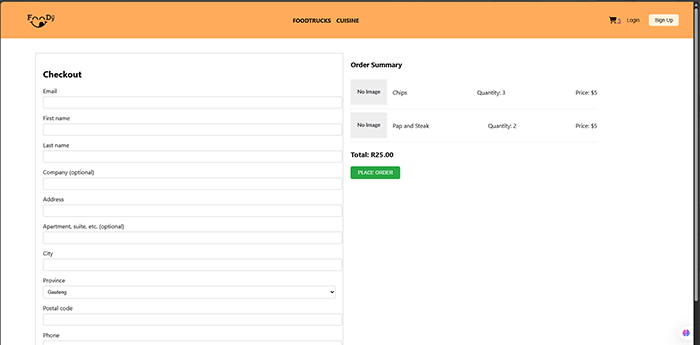 FooDy
FOODTRUCKS CUISINE
5 Login Sign Up
Checkout
Email
First name
Last name
Company (optional)
Address
Apartment, suite, etc. (optional)
City
Province
Gauteng
Postal code
Phone
Order Summary
No Image Chips Quantity: 3 Price: $5
No Image Pap and Steak Quantity: 2 Price: $5
Total: R25.00
PLACE ORDER